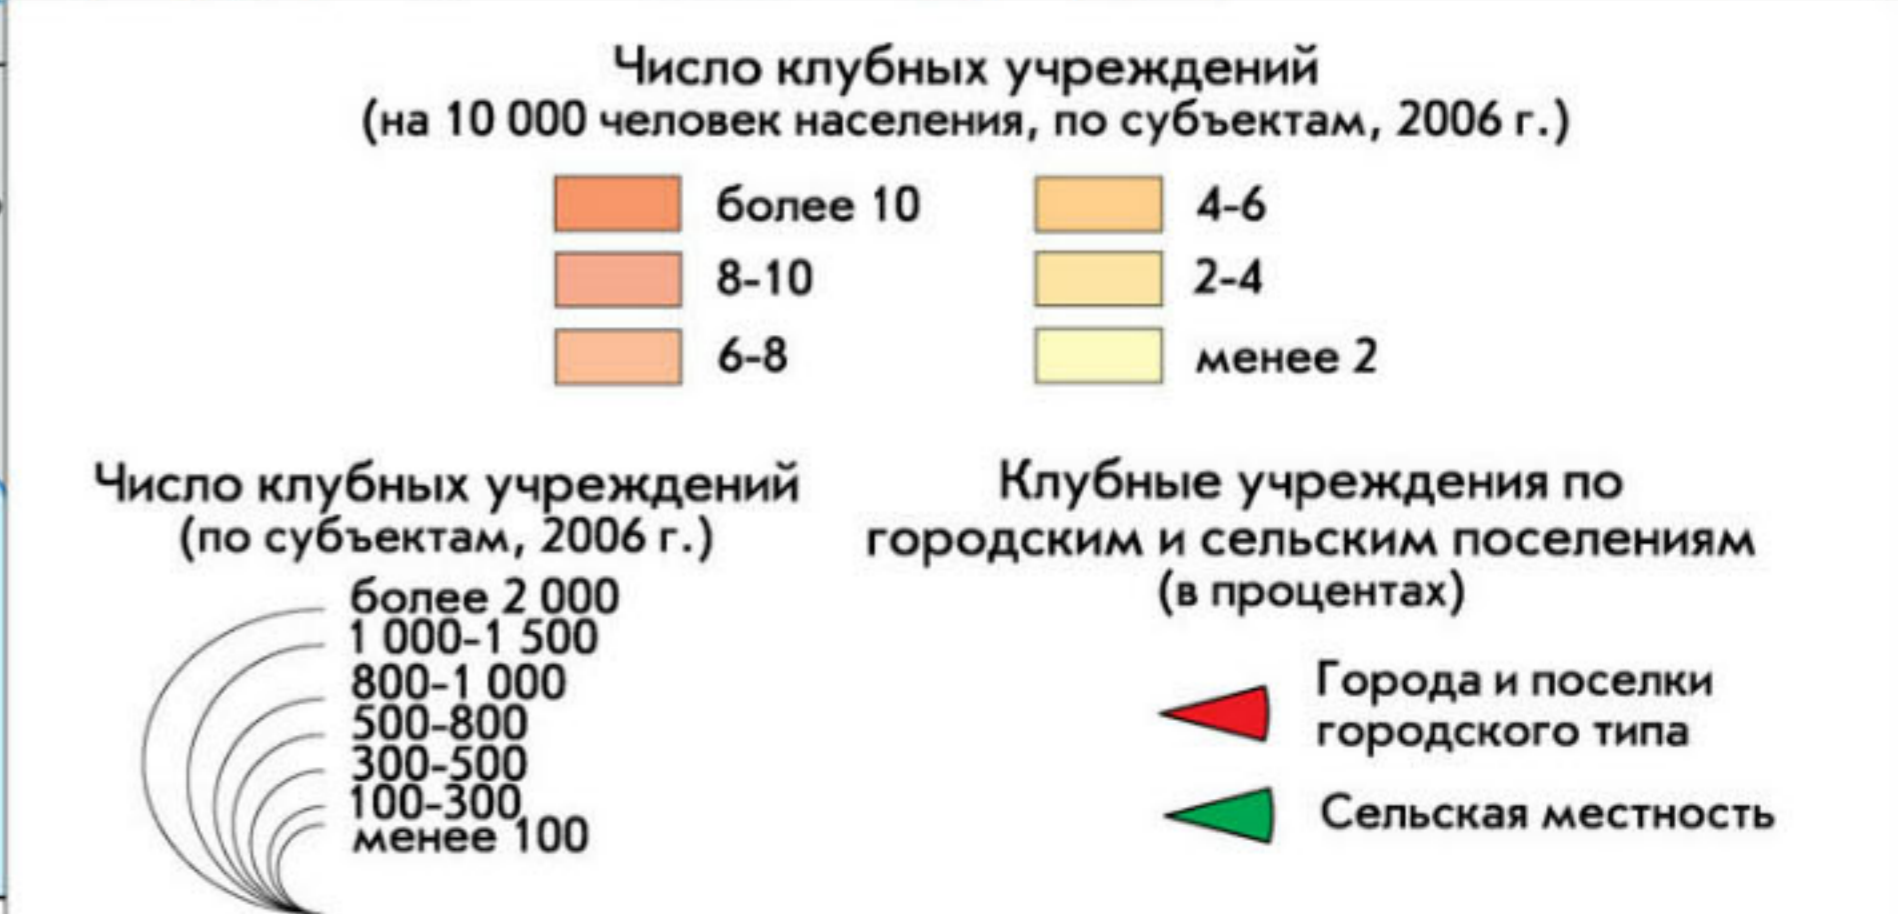 Число клубных учреждений
(на 10 000 человек населения, по субъектам, 2006 г.)
более 10
8-10
6-8
4-6
2-4
менее 2
Число клубных учреждений
(по субъектам, 2006 г.)
более 2 000
1 000-1 500
800-1 000
500-800
300-500
100-300
менее 100
Клубные учреждения по
городским и сельским поселениям
(в процентах)
Города и поселки
городского типа
Сельская местность